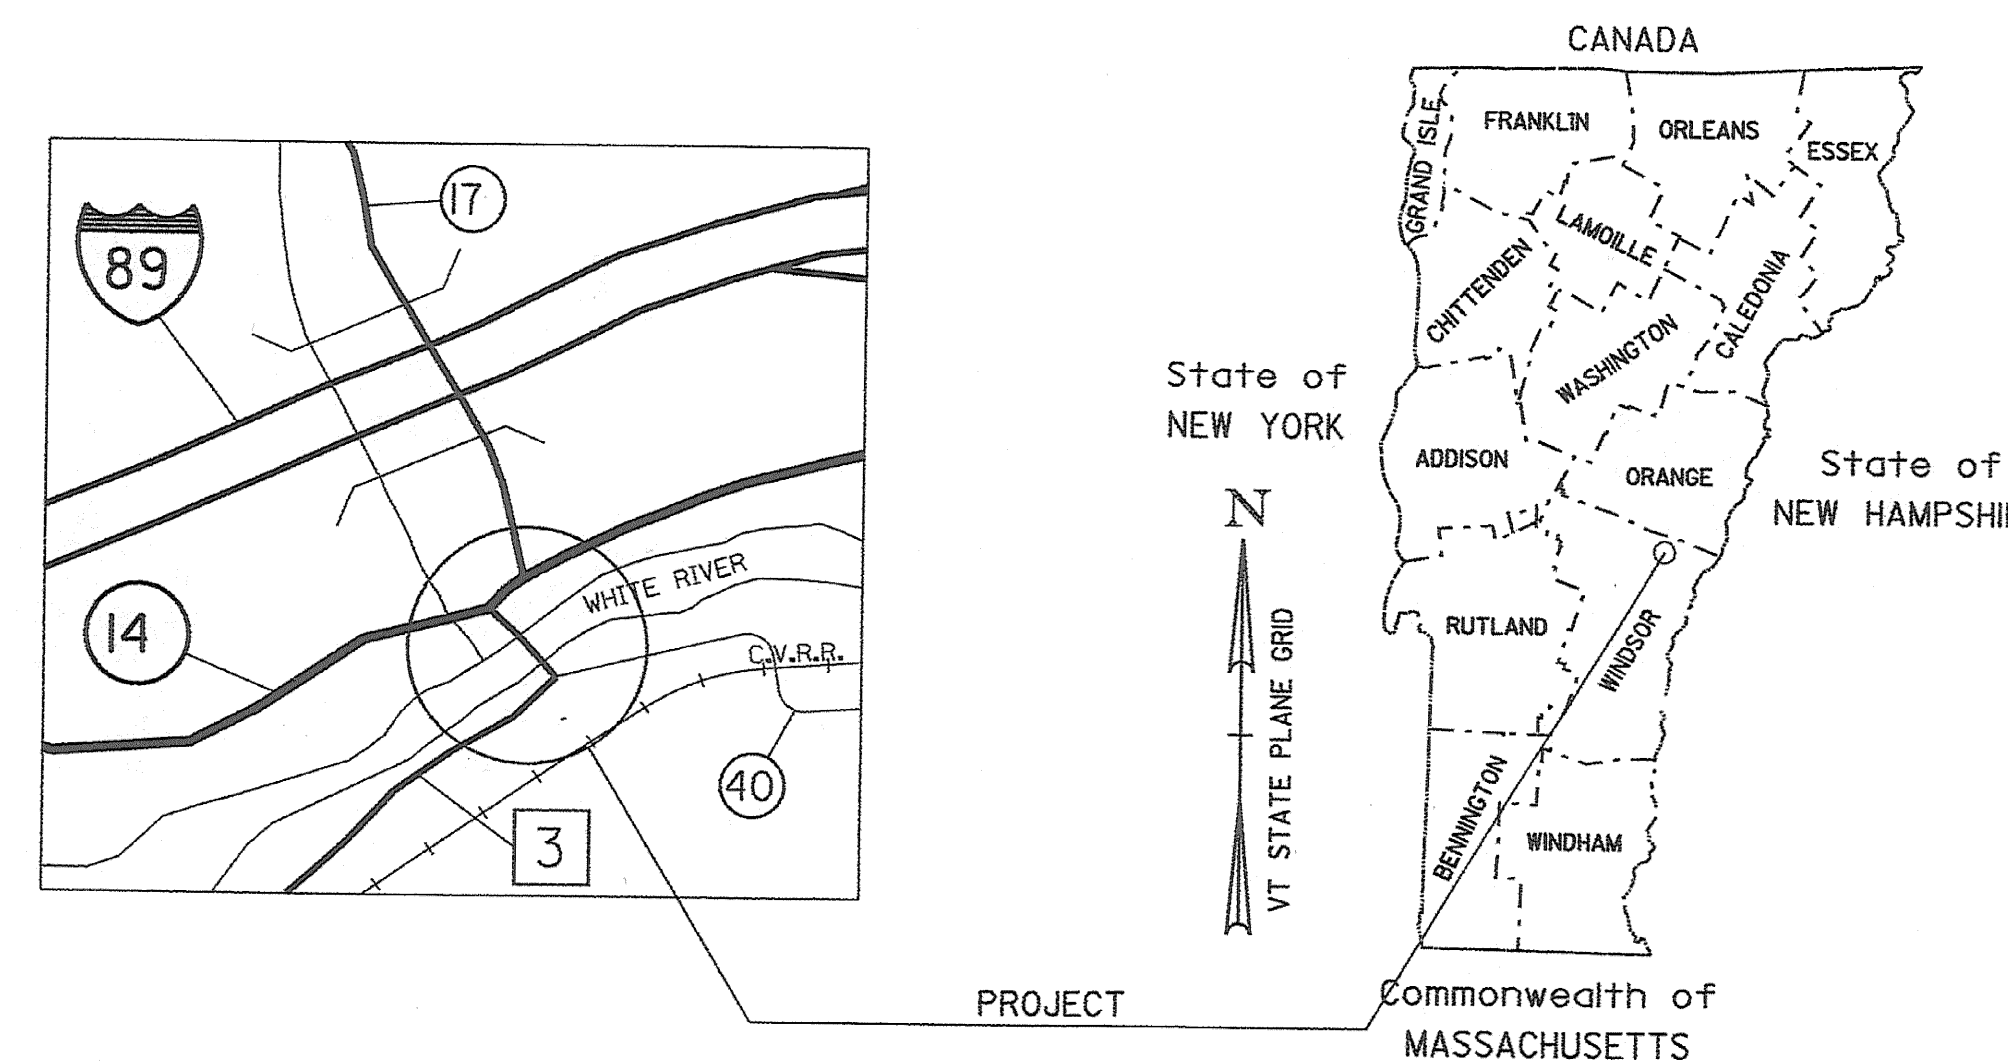 17
89
14
WHITE RIVER
C.V.R.R.
40
3
PROJECT
CANADA
GRAND ISLE
FRANKLIN
ORLEANS
ESSEX
LAMOILLE
CHITTENDEN
CALEDONIA
WASHINGTON
State of
NEW YORK
ADDISON
ORANGE
State of
NEW HAMPSHI
N
VT STATE PLANE GRID
RUTLAND
WINDSOR
BENNINGTON
WINDHAM
Commonwealth of
MASSACHUSETTS